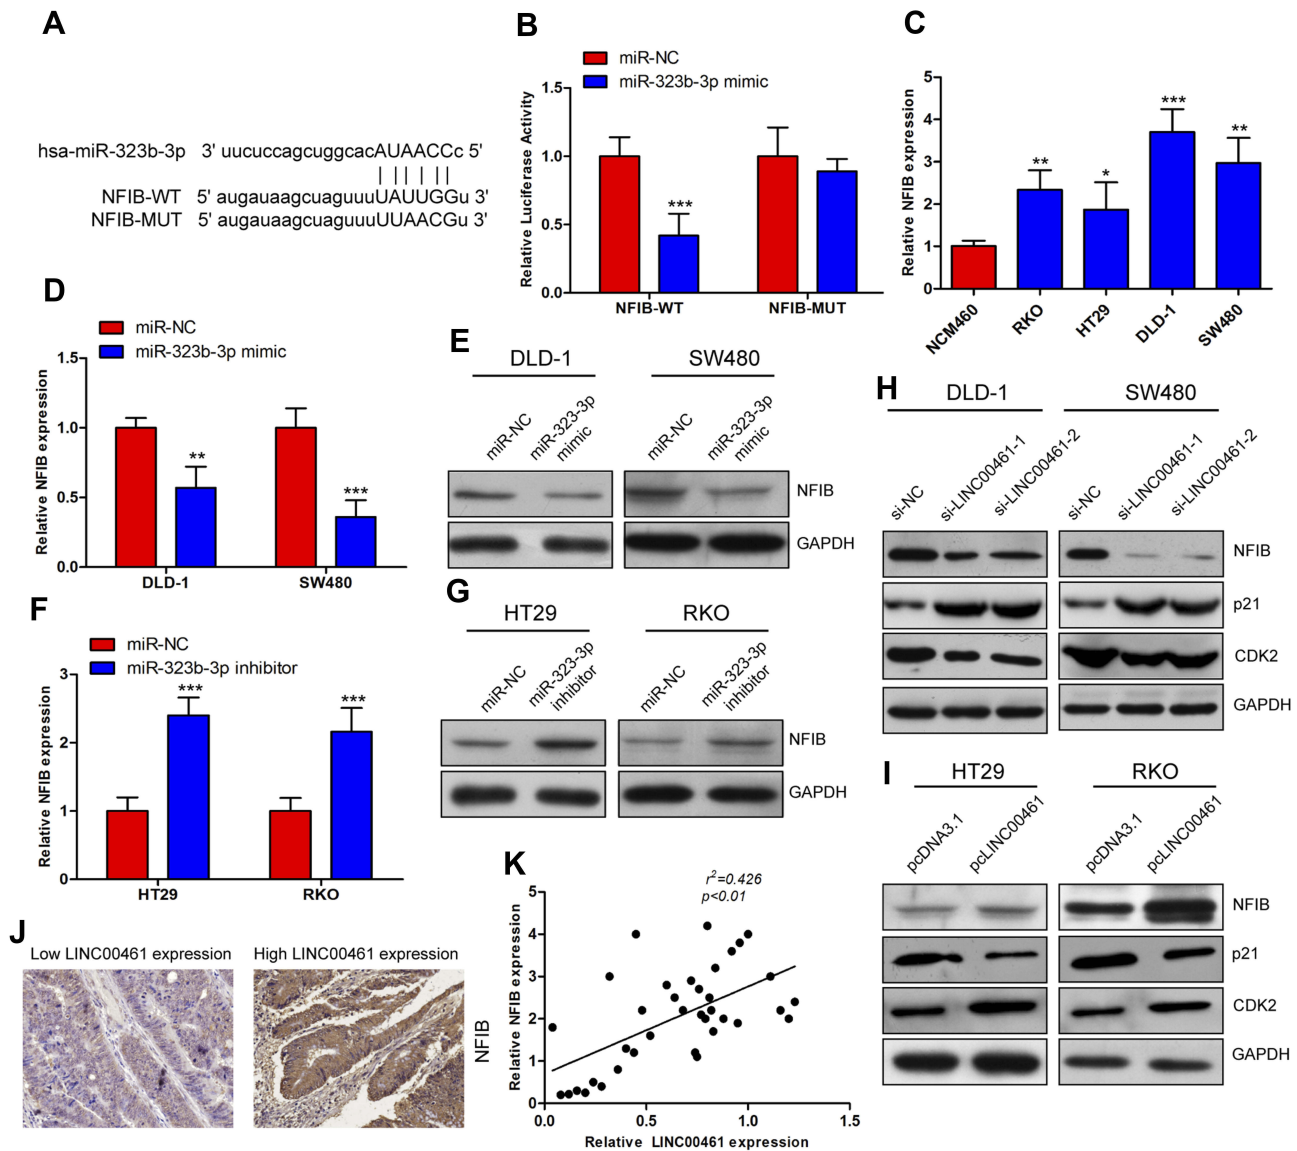 A
hsa-miR-323b-3p 3' uucuccagcuggcacAUAACCc 5'
NFIB-WT 5' augauaagcuaguuuUAUUGGu 3'
NFIB-MUT 5' augauaagcuaguuuUUAACGu 3'
B
miR-NC
miR-323b-3p mimic
Relative Luciferase Activity
1.5
1.0
0.5
0.0
***
NFIB-WT NFIB-MUT
C
Relative NFIB expression
5
4
3
2
1
0
** * *** **
NCM460 RKO HT29 DLD-1 SW480
D
miR-NC
miR-323b-3p mimic
Relative NFIB expression
1.5
1.0
0.5
0.0
** ***
DLD-1 SW480
E
DLD-1 SW480
miR-NC miR-323-3p mimic miR-NC miR-323-3p mimic
NFIB
GAPDH
F
miR-NC
miR-323b-3p inhibitor
Relative NFIB expression
3
2
1
0
*** ***
HT29 RKO
G
HT29 RKO
miR-NC miR-323-3p inhibitor miR-NC miR-323-3p inhibitor
NFIB
GAPDH
H
DLD-1 SW480
si-NC si-LINC00461-1 si-LINC00461-2 si-NC si-LINC00461-1 si-LINC00461-2
NFIB
p21
CDK2
GAPDH
I
HT29 RKO
pcDNA3.1 pcLINC00461 pcDNA3.1 pcLINC00461
NFIB
p21
CDK2
GAPDH
J
Low LINC00461 expression High LINC00461 expression
NFIB
K
r²=0.426
p<0.01
Relative NFIB expression
5
4
3
2
1
0
0.0 0.5 1.0 1.5
Relative LINC00461 expression